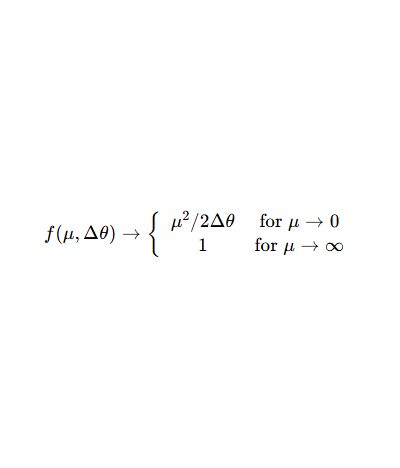 f(μ, Δθ) → { μ²/2Δθ for μ → 0
1 for μ → ∞